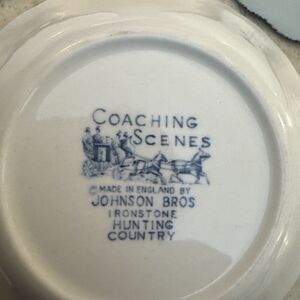 COACHING
SCENES
© MADE IN ENGLAND BY
JOHNSON BROS
IRONSTONE
HUNTING
COUNTRY